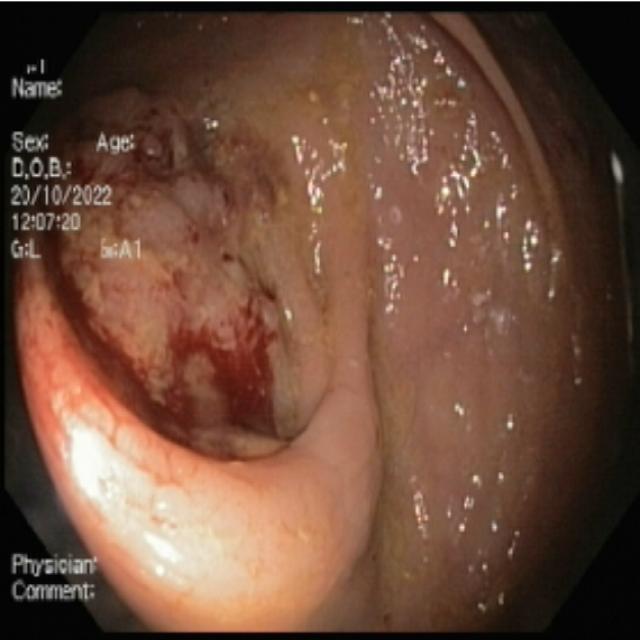 Name:
Sex: Age:
D.O.B.:
20/10/2022
12:07:20
G:L
Physician:
Comment: